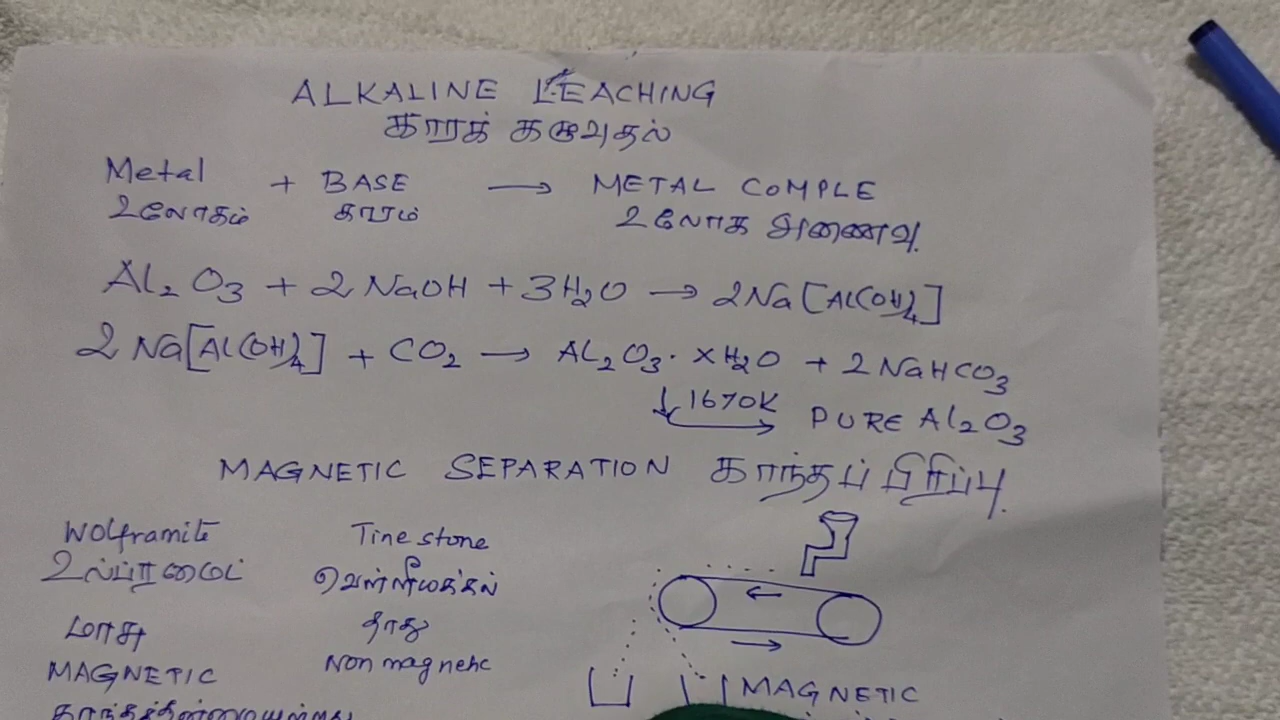 ALKALINE LEACHING
காரக் கழுவுதல்
Metal + BASE → METAL COMPLE
உலோகம் காரம் உலோக அணைவு.
Al₂O₃ + 2NaOH + 3H₂O → 2Na[Al(OH)₄]
2Na[Al(OH)₄] + CO₂ → Al₂O₃·xH₂O + 2NaHCO₃
↓1670K → PURE Al₂O₃
MAGNETIC SEPARATION காந்தப் பிரிப்பு.
Wolframite Tine stone
உல்ப்ரமைட் வெள்ளீயக்கல்
மாசு தாது
MAGNETIC Non magnetic
MAGNETIC